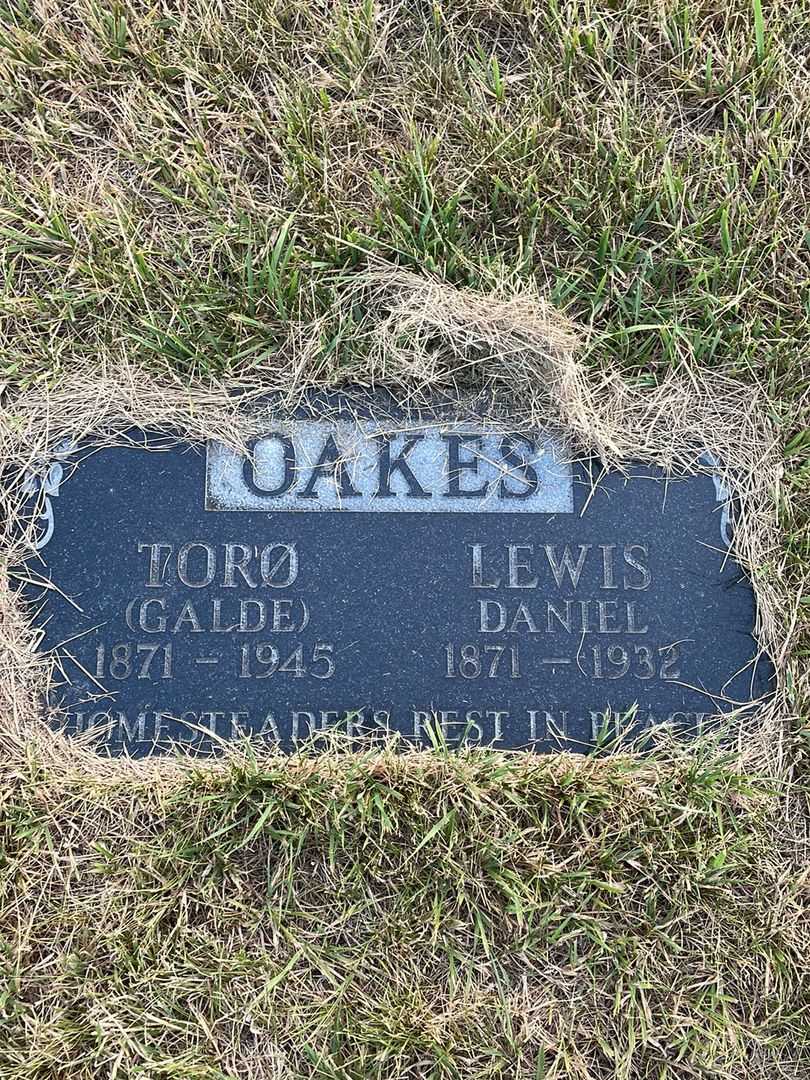 OAKES
TORØ LEWIS
(GALDE) DANIEL
1871 – 1945 1871 – 1932
HOMESTEADERS REST IN PEACE